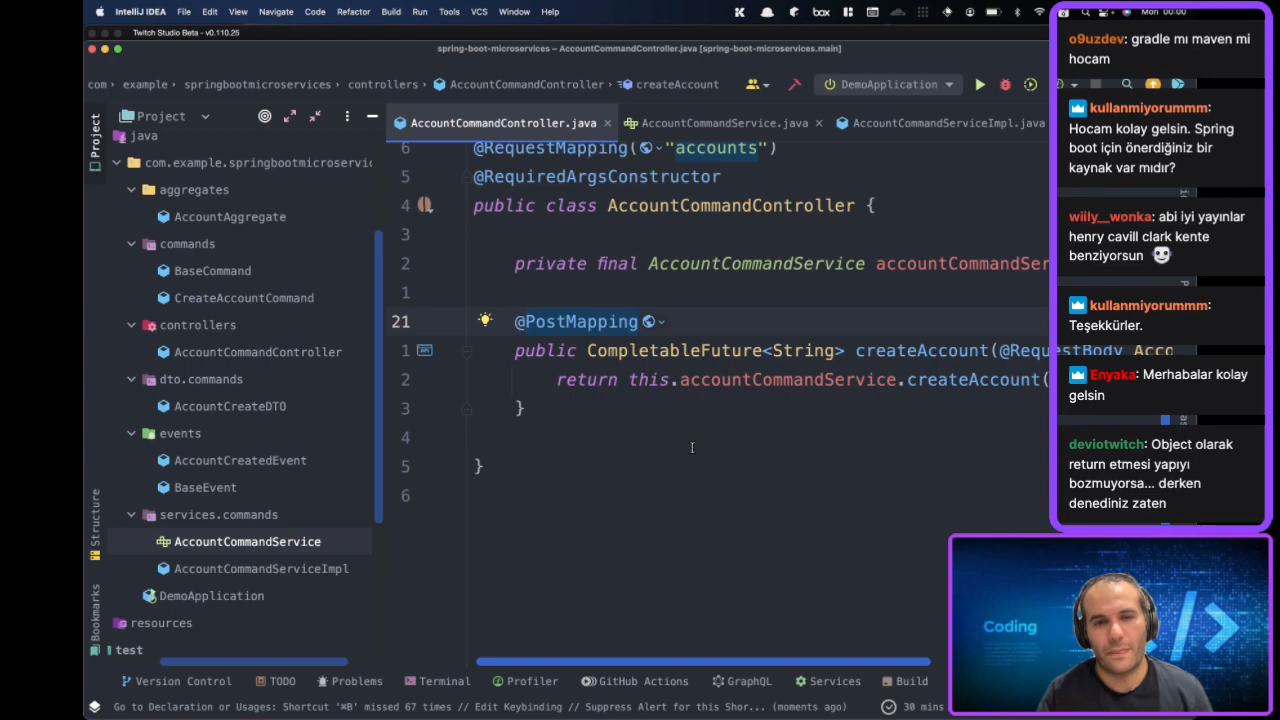 IntelliJ IDEA File Edit View Navigate Code Refactor Build Run Tools VCS Window Help
box
Mon 00:00
Twitch Studio Beta - v0.110.25
spring-boot-microservices – AccountCommandController.java [spring-boot-microservices.main]
com › example › springbootmicroservices › controllers › AccountCommandController › createAccount
DemoApplication
Project
Project
AccountCommandController.java
AccountCommandService.java
AccountCommandServiceImpl.java
java
com.example.springbootmicroservic
aggregates
AccountAggregate
commands
BaseCommand
CreateAccountCommand
controllers
AccountCommandController
dto.commands
AccountCreateDTO
events
AccountCreatedEvent
BaseEvent
services.commands
AccountCommandService
AccountCommandServiceImpl
DemoApplication
resources
test
Structure
Bookmarks
6 @RequestMapping("accounts")
5 @RequiredArgsConstructor
4 public class AccountCommandController {
3
2 private final AccountCommandService accountCommandSer
1
21 @PostMapping
1 public CompletableFuture<String> createAccount(@RequestBody Acco
2 return this.accountCommandService.createAccount(
3 }
4
5 }
6
o9uzdev: gradle mı maven mi
hocam
kullanmiyorummm:
Hocam kolay gelsin. Spring
boot için önerdiğiniz bir
kaynak var mıdır?
wiily__wonka: abi iyi yayınlar
henry cavill clark kente
benziyorsun
kullanmiyorummm:
Teşekkürler.
Enyaka: Merhabalar kolay
gelsin
deviotwitch: Object olarak
return etmesi yapıyı
bozmuyorsa... derken
denediniz zaten
Coding
Version Control TODO Problems Terminal Profiler GitHub Actions GraphQL Services Build
Go to Declaration or Usages: Shortcut '⌘B' missed 67 times // Edit Keybinding // Suppress Alert for this Shor... (moments ago)
30 mins